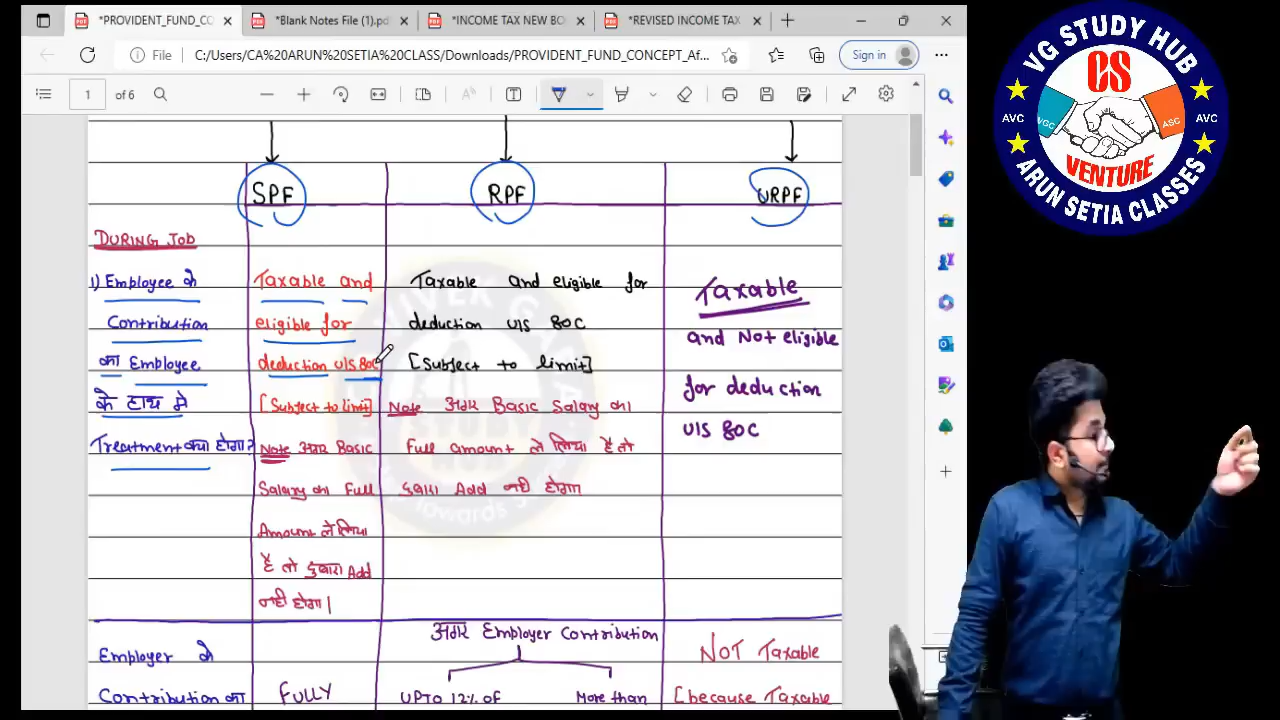 *PROVIDENT_FUND_CO
*Blank Notes File (1).pd
*INCOME TAX NEW BO
*REVISED INCOME TAX
File
C:/Users/CA%20ARUN%20SETIA%20CLASS/Downloads/PROVIDENT_FUND_CONCEPT_Af...
Sign in
1
of 6
SPF
RPF
URPF
DURING JOB
1) Employee के
Contribution
का Employee
के हाथ मे
Treatment क्या होगा?
Taxable and
eligible for
deduction U/S 80C
[Subject to limit]
Note अगर Basic
Salary का Full
Amount ले लिया
है तो दुबारा Add
नही होगा।
Taxable and eligible for
deduction U/S 80C
[Subject to limit]
Note अगर Basic Salary का
Full amount ले लिया है तो
दुबारा Add नही होगा
Taxable
and Not eligible
for deduction
U/S 80C
Employer के
Contribution का
FULLY
अगर Employer Contribution
UPTO 12% of
More than
NOT Taxable
[because Taxable
VG STUDY HUB
CS
AVC
AVC
VGC
ASC
VENTURE
ARUN SETIA CLASSES